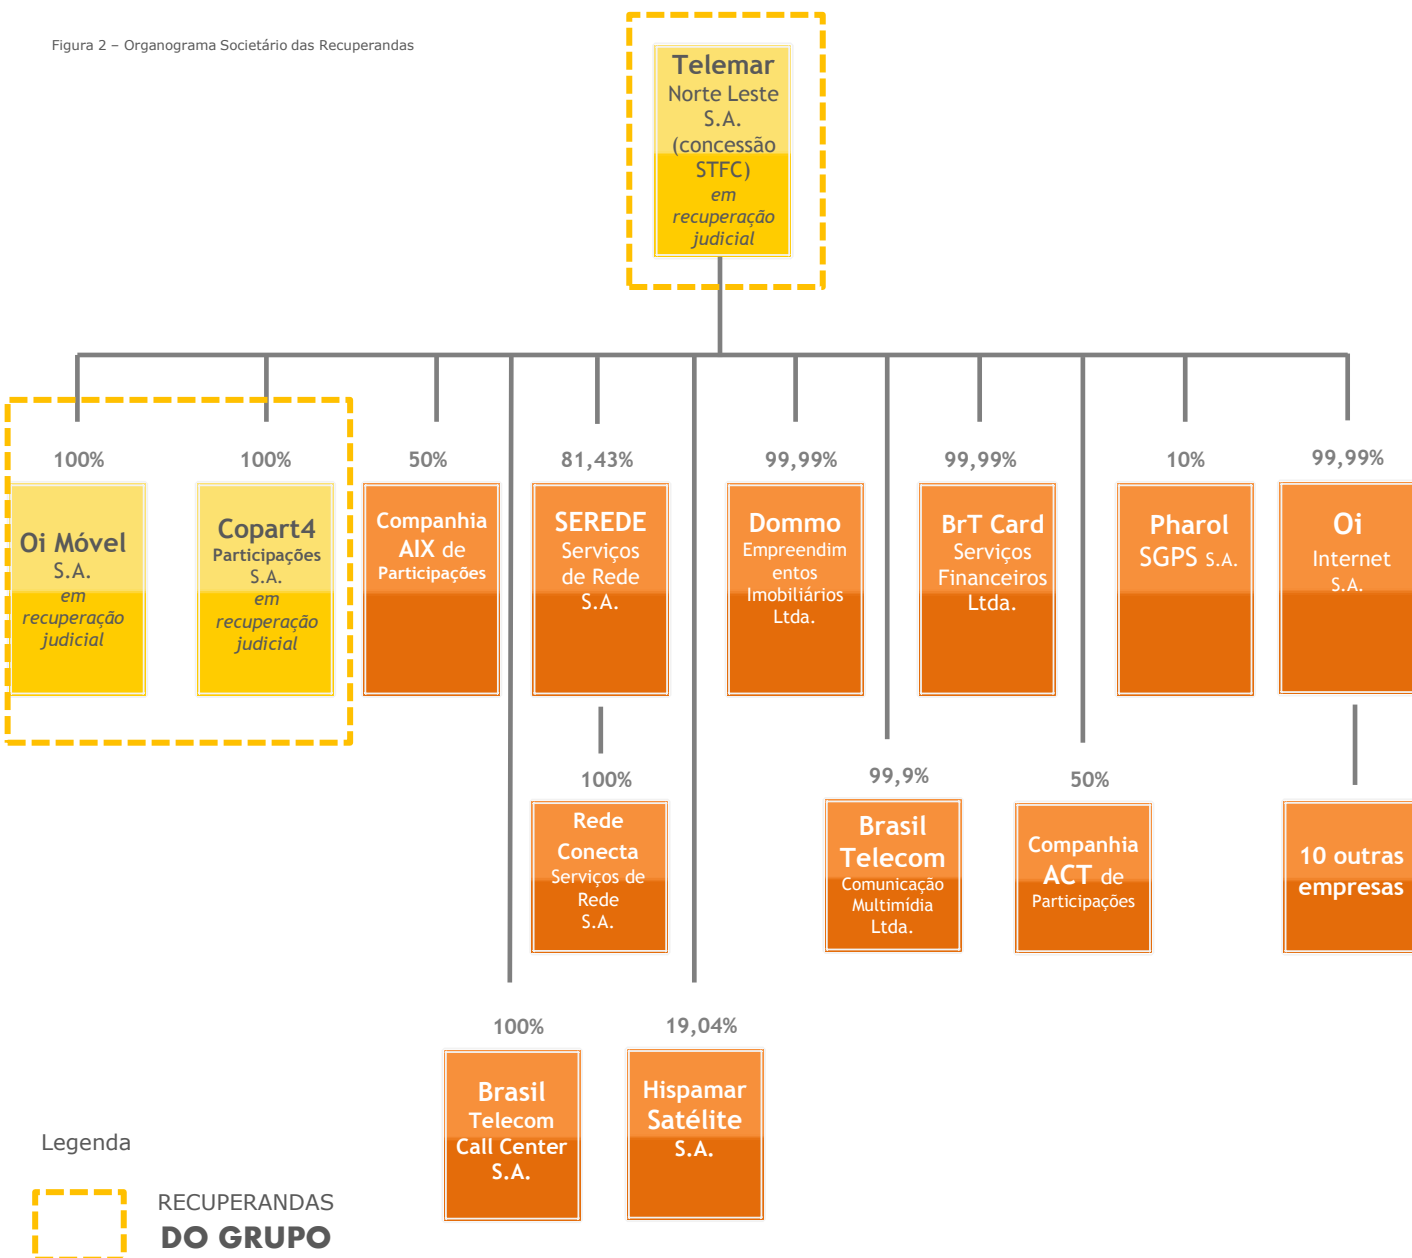 Figura 2 – Organograma Societário das Recuperandas
Telemar
Norte Leste
S.A.
(concessão
STFC)
em
recuperação
judicial
100%
100%
50%
81,43%
99,99%
99,99%
10%
99,99%
Oi Móvel
S.A.
em
recuperação
judicial
Copart4
Participações
S.A.
em
recuperação
judicial
Companhia
AIX de
Participações
SEREDE
Serviços
de Rede
S.A.
Dommo
Empreendim
entos
Imobiliários
Ltda.
BrT Card
Serviços
Financeiros
Ltda.
Pharol
SGPS S.A.
Oi
Internet
S.A.
100%
99,9%
50%
Rede
Conecta
Serviços de
Rede
S.A.
Brasil
Telecom
Comunicação
Multimídia
Ltda.
Companhia
ACT de
Participações
10 outras
empresas
100%
19,04%
Brasil
Telecom
Call Center
S.A.
Hispamar
Satélite
S.A.
Legenda
RECUPERANDAS
DO GRUPO